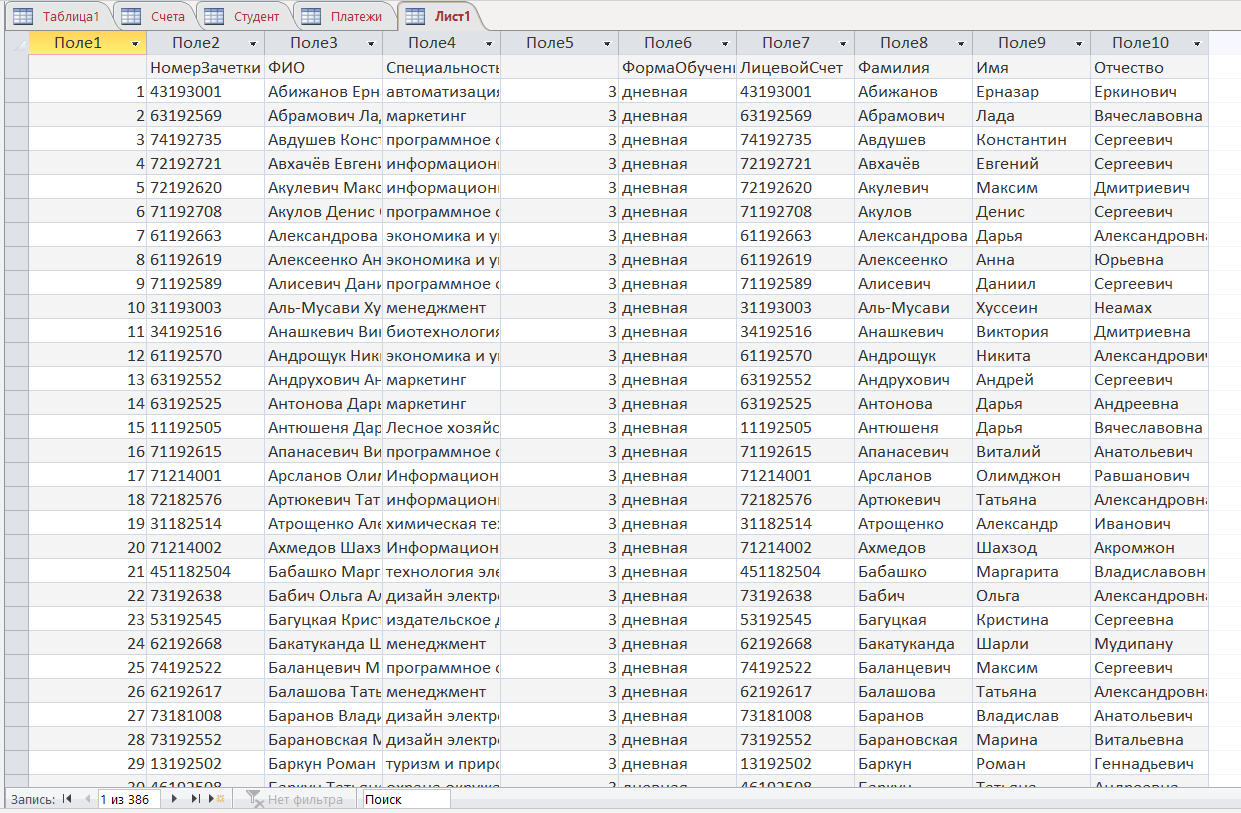 Таблица1 Счета Студент Платежи Лист1
Поле1 Поле2 Поле3 Поле4 Поле5 Поле6 Поле7 Поле8 Поле9 Поле10
НомерЗачетки ФИО Специальность ФормаОбучени ЛицевойСчет Фамилия Имя Отчество
1 43193001 Абижанов Ерн автоматизация 3 дневная 43193001 Абижанов Ерназар Еркинович
2 63192569 Абрамович Лад маркетинг 3 дневная 63192569 Абрамович Лада Вячеславовна
3 74192735 Авдушев Конст программное о 3 дневная 74192735 Авдушев Константин Сергеевич
4 72192721 Авхачёв Евгени информацион 3 дневная 72192721 Авхачёв Евгений Сергеевич
5 72192620 Акулевич Макс информацион 3 дневная 72192620 Акулевич Максим Дмитриевич
6 71192708 Акулов Денис С программное о 3 дневная 71192708 Акулов Денис Сергеевич
7 61192663 Александрова экономика и уп 3 дневная 61192663 Александрова Дарья Александровна
8 61192619 Алексеенко Ан экономика и уп 3 дневная 61192619 Алексеенко Анна Юрьевна
9 71192589 Алисевич Дани программное о 3 дневная 71192589 Алисевич Даниил Сергеевич
10 31193003 Аль-Мусави Ху менеджмент 3 дневная 31193003 Аль-Мусави Хуссеин Неамах
11 34192516 Анашкевич Вик биотехнология 3 дневная 34192516 Анашкевич Виктория Дмитриевна
12 61192570 Андрощук Ники экономика и уп 3 дневная 61192570 Андрощук Никита Александрович
13 63192552 Андрухович Ан маркетинг 3 дневная 63192552 Андрухович Андрей Сергеевич
14 63192525 Антонова Дарь маркетинг 3 дневная 63192525 Антонова Дарья Андреевна
15 11192505 Антюшеня Дар Лесное хозяйс 3 дневная 11192505 Антюшеня Дарья Вячеславовна
16 71192615 Апанасевич Ви программное о 3 дневная 71192615 Апанасевич Виталий Анатольевич
17 71214001 Арсланов Олим Информацион 3 дневная 71214001 Арсланов Олимджон Равшанович
18 72182576 Артюкевич Тат информацион 3 дневная 72182576 Артюкевич Татьяна Александровна
19 31182514 Атрощенко Але химическая те 3 дневная 31182514 Атрощенко Александр Иванович
20 71214002 Ахмедов Шахз Информацион 3 дневная 71214002 Ахмедов Шахзод Акромжон
21 451182504 Бабашко Марг технология эле 3 дневная 451182504 Бабашко Маргарита Владиславовн
22 73192638 Бабич Ольга Ал дизайн электро 3 дневная 73192638 Бабич Ольга Александровна
23 53192545 Багуцкая Крист издательское д 3 дневная 53192545 Багуцкая Кристина Сергеевна
24 62192668 Бакатуканда Ш менеджмент 3 дневная 62192668 Бакатуканда Шарли Мудипану
25 74192522 Баланцевич М программное о 3 дневная 74192522 Баланцевич Максим Сергеевич
26 62192617 Балашова Тать менеджмент 3 дневная 62192617 Балашова Татьяна Александровна
27 73181008 Баранов Влади дизайн электро 3 дневная 73181008 Баранов Владислав Анатольевич
28 73192552 Барановская М дизайн электро 3 дневная 73192552 Барановская Марина Витальевна
29 13192502 Баркун Роман туризм и прир 3 дневная 13192502 Баркун Роман Геннадьевич
Запись: 1 из 386 Нет фильтра Поиск